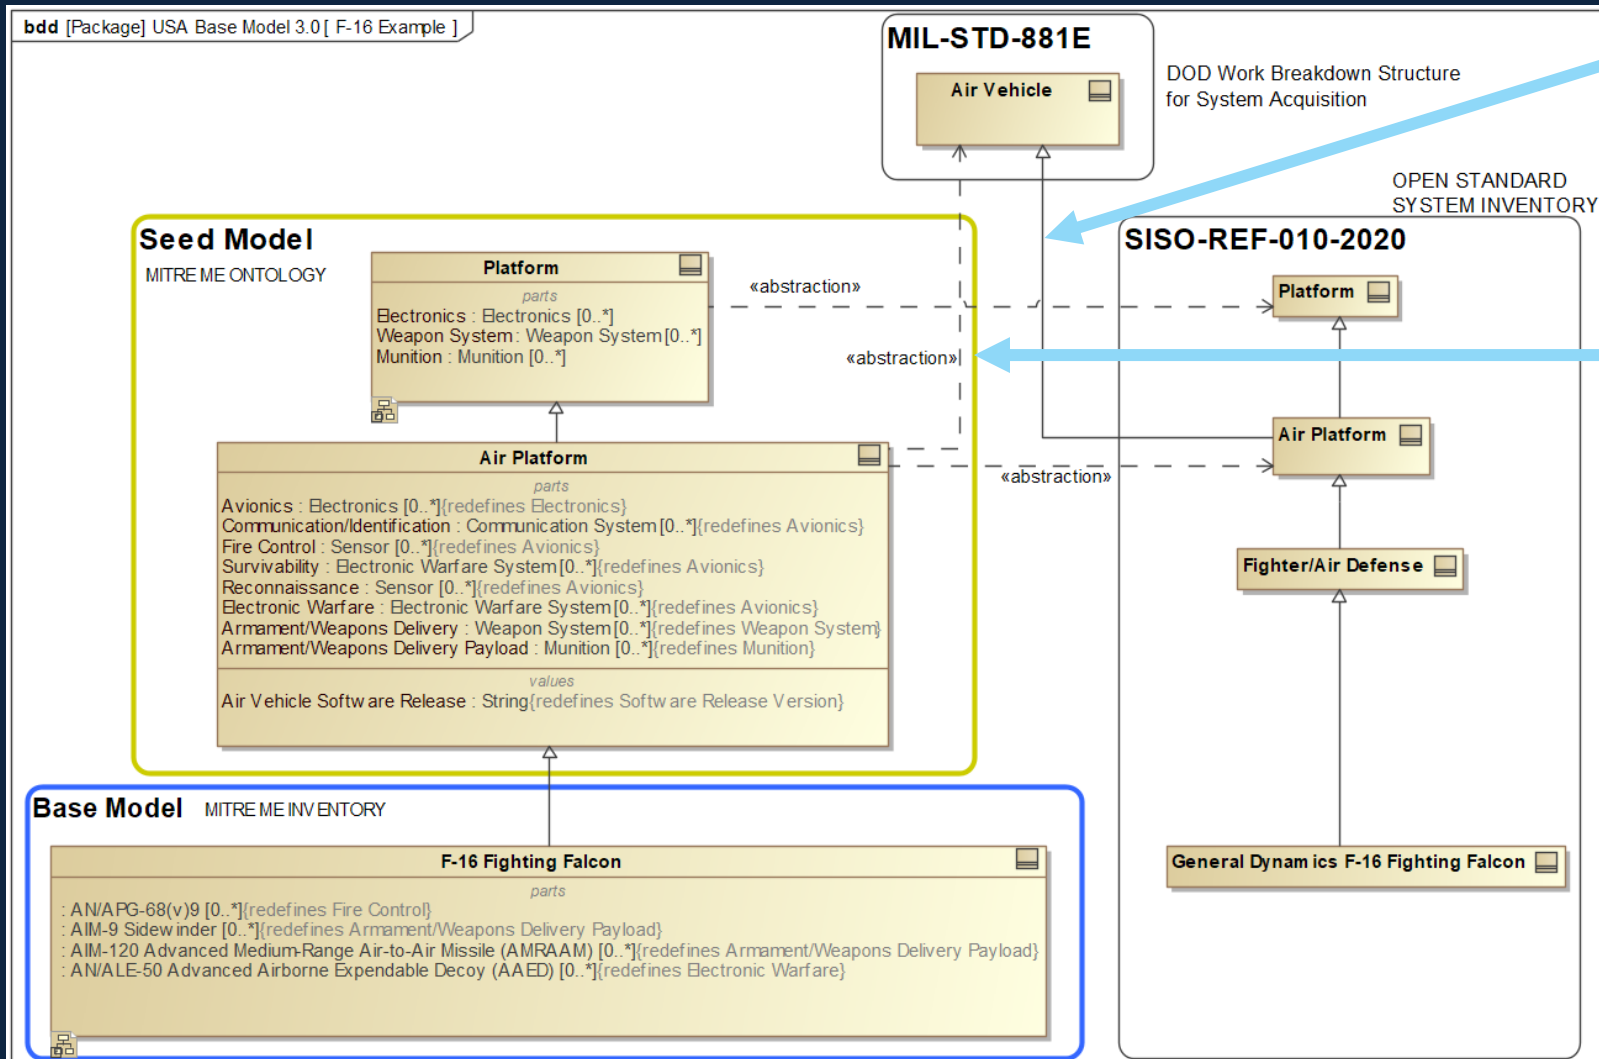 bdd [Package] USA Base Model 3.0 [ F-16 Example ]
MIL-STD-881E
Air Vehicle
DOD Work Breakdown Structure
for System Acquisition
OPEN STANDARD
SYSTEM INVENTORY
SISO-REF-010-2020
Seed Model
MITRE ME ONTOLOGY
Platform
parts
Electronics : Electronics [0..*]
Weapon System : Weapon System [0..*]
Munition : Munition [0..*]
«abstraction»
Platform
«abstraction»
Air Platform
Air Platform
«abstraction»
parts
Avionics : Electronics [0..*]{redefines Electronics}
Communication/Identification : Communication System [0..*]{redefines Avionics}
Fire Control : Sensor [0..*]{redefines Avionics}
Survivability : Electronic Warfare System [0..*]{redefines Avionics}
Reconnaissance : Sensor [0..*]{redefines Avionics}
Electronic Warfare : Electronic Warfare System [0..*]{redefines Avionics}
Armament/Weapons Delivery : Weapon System [0..*]{redefines Weapon System}
Armament/Weapons Delivery Payload : Munition [0..*]{redefines Munition}
values
Air Vehicle Software Release : String{redefines Software Release Version}
Fighter/Air Defense
Base Model
MITRE ME INVENTORY
F-16 Fighting Falcon
parts
: AN/APG-68(v)9 [0..*]{redefines Fire Control}
: AIM-9 Sidewinder [0..*]{redefines Armament/Weapons Delivery Payload}
: AIM-120 Advanced Medium-Range Air-to-Air Missile (AMRAAM) [0..*]{redefines Armament/Weapons Delivery Payload}
: AN/ALE-50 Advanced Airborne Expendable Decoy (AAED) [0..*]{redefines Electronic Warfare}
General Dynamics F-16 Fighting Falcon